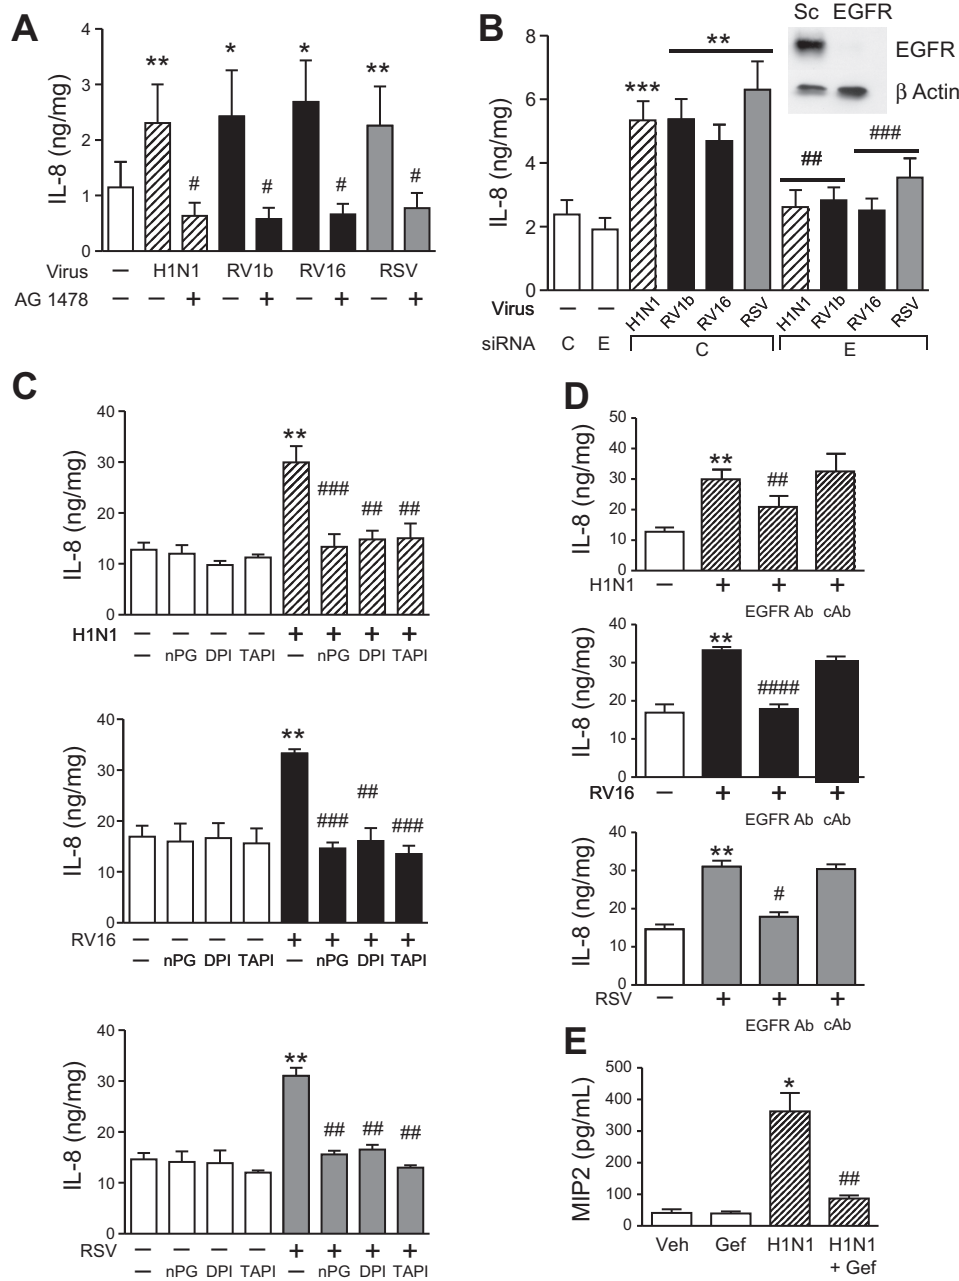 A
IL-8 (ng/mg)
4
3
2
1
0
** * * **
# # # #
Virus – H1N1 RV1b RV16 RSV
AG 1478 – – + – + – + – +
B
IL-8 (ng/mg)
8
6
4
2
0
Sc EGFR
EGFR
β Actin
*** **
## ###
Virus – – H1N1 RV1b RV16 RSV H1N1 RV1b RV16 RSV
siRNA C E C E
C
IL-8 (ng/mg)
40
30
20
10
0
** ### ## ##
H1N1 – – – – + + + +
– nPG DPI TAPI – nPG DPI TAPI
IL-8 (ng/mg)
40
30
20
10
0
** ### ## ###
RV16 – – – – + + + +
– nPG DPI TAPI – nPG DPI TAPI
IL-8 (ng/mg)
40
30
20
10
0
** ## ## ##
RSV – – – – + + + +
– nPG DPI TAPI – nPG DPI TAPI
D
IL-8 (ng/mg)
50
40
30
20
10
0
** ##
H1N1 – + + +
EGFR Ab cAb
IL-8 (ng/mg)
40
30
20
10
0
** ####
RV16 – + + +
EGFR Ab cAb
IL-8 (ng/mg)
40
30
20
10
0
** #
RSV – + + +
EGFR Ab cAb
E
MIP2 (pg/mL)
500
400
300
200
100
0
* ##
Veh Gef H1N1 H1N1
+ Gef